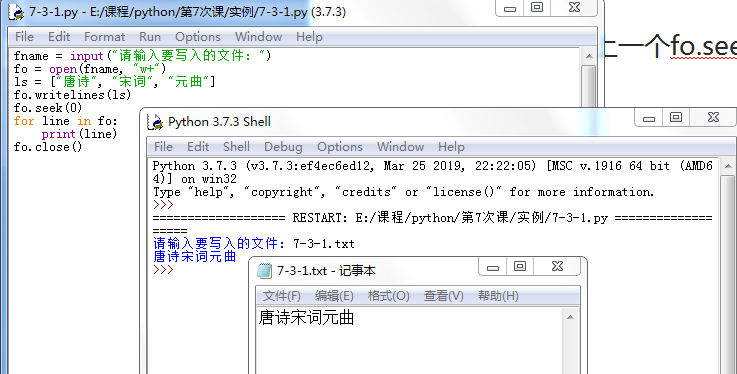 7-3-1.py - E:/课程/python/第7次课/实例/7-3-1.py (3.7.3)
File Edit Format Run Options Window Help
fname = input("请输入要写入的文件：")
fo = open(fname, "w+")
ls = ["唐诗", "宋词", "元曲"]
fo.writelines(ls)
fo.seek(0)
for line in fo:
    print(line)
fo.close()
上一个fo.see
Python 3.7.3 Shell
File Edit Shell Debug Options Window Help
Python 3.7.3 (v3.7.3:ef4ec6ed12, Mar 25 2019, 22:22:05) [MSC v.1916 64 bit (AMD6
4)] on win32
Type "help", "copyright", "credits" or "license()" for more information.
>>>
=================== RESTART: E:/课程/python/第7次课/实例/7-3-1.py ==============
=====
请输入要写入的文件：7-3-1.txt
唐诗宋词元曲
>>>
7-3-1.txt - 记事本
文件(F) 编辑(E) 格式(O) 查看(V) 帮助(H)
唐诗宋词元曲